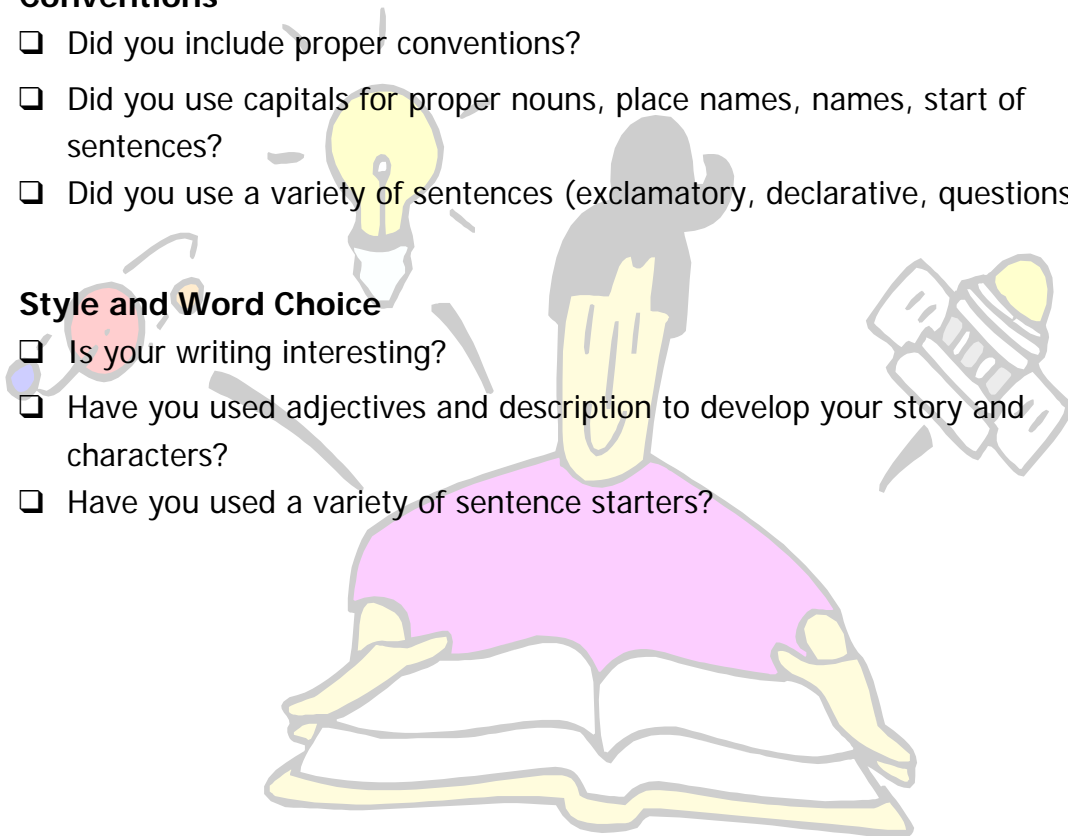 Conventions
❑ Did you include proper conventions?
❑ Did you use capitals for proper nouns, place names, names, start of
sentences?
❑ Did you use a variety of sentences (exclamatory, declarative, questions
Style and Word Choice
❑ Is your writing interesting?
❑ Have you used adjectives and description to develop your story and
characters?
❑ Have you used a variety of sentence starters?